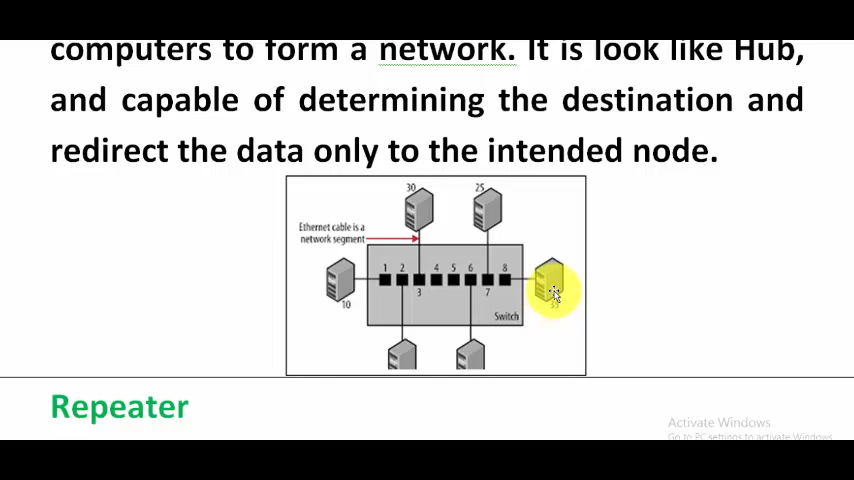 computers to form a network. It is look like Hub,
and capable of determining the destination and
redirect the data only to the intended node.
30 25
Ethernet cable is a
network segment
1 2 3 4 5 6 7 8
10
Switch
Repeater
Activate Windows
Go to PC settings to activate Windows.